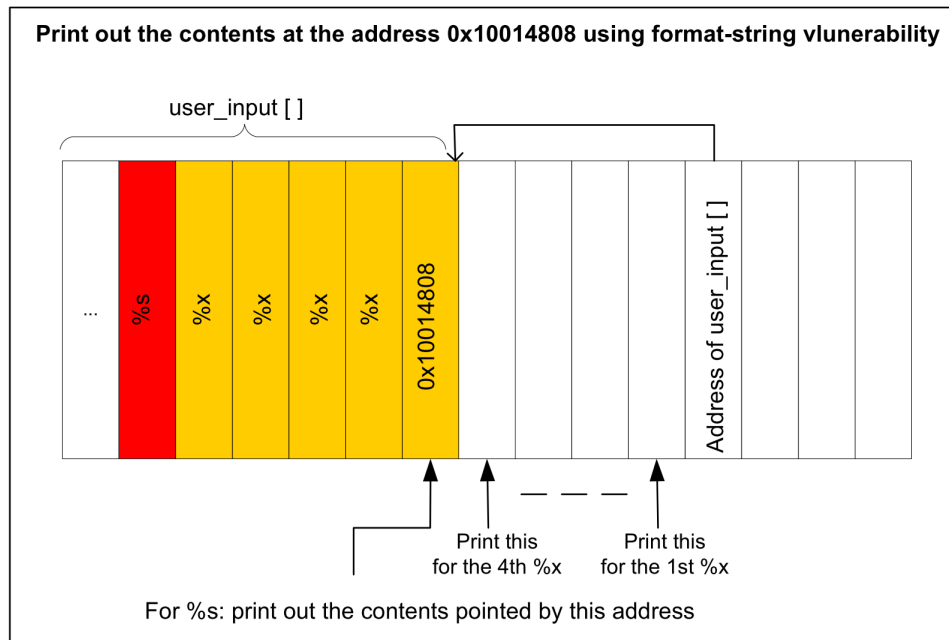 Print out the contents at the address 0x10014808 using format-string vlunerability
user_input [ ]
...
%s
%x
%x
%x
%x
0x10014808
Address of user_input [ ]
Print this
for the 4th %x
Print this
for the 1st %x
For %s: print out the contents pointed by this address